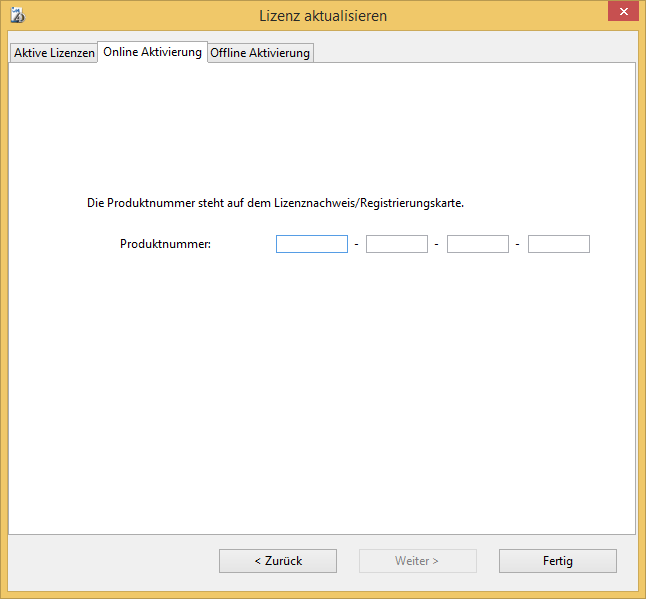 Lizenz aktualisieren
Aktive Lizenzen Online Aktivierung Offline Aktivierung
Die Produktnummer steht auf dem Lizenznachweis/Registrierungskarte.
Produktnummer: - - -
< Zurück Weiter > Fertig